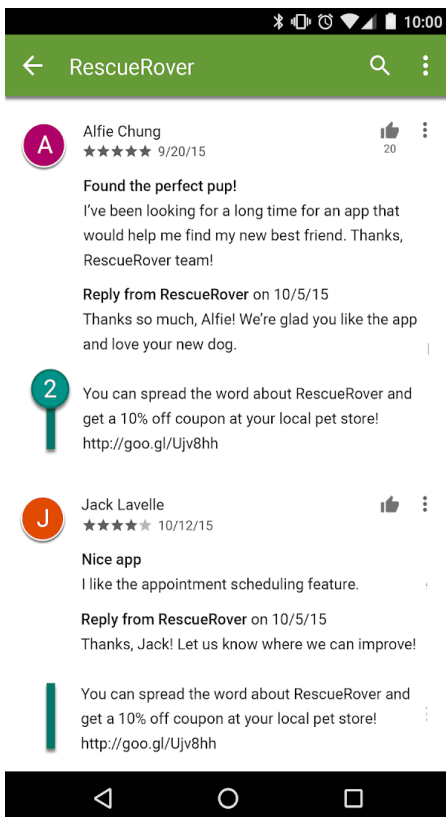 10:00
RescueRover
A
Alfie Chung
★★★★★ 9/20/15
20
Found the perfect pup!
I've been looking for a long time for an app that
would help me find my new best friend. Thanks,
RescueRover team!
Reply from RescueRover on 10/5/15
Thanks so much, Alfie! We're glad you like the app
and love your new dog.
2
You can spread the word about RescueRover and
get a 10% off coupon at your local pet store!
http://goo.gl/Ujv8hh
J
Jack Lavelle
★★★★★ 10/12/15
Nice app
I like the appointment scheduling feature.
Reply from RescueRover on 10/5/15
Thanks, Jack! Let us know where we can improve!
You can spread the word about RescueRover and
get a 10% off coupon at your local pet store!
http://goo.gl/Ujv8hh